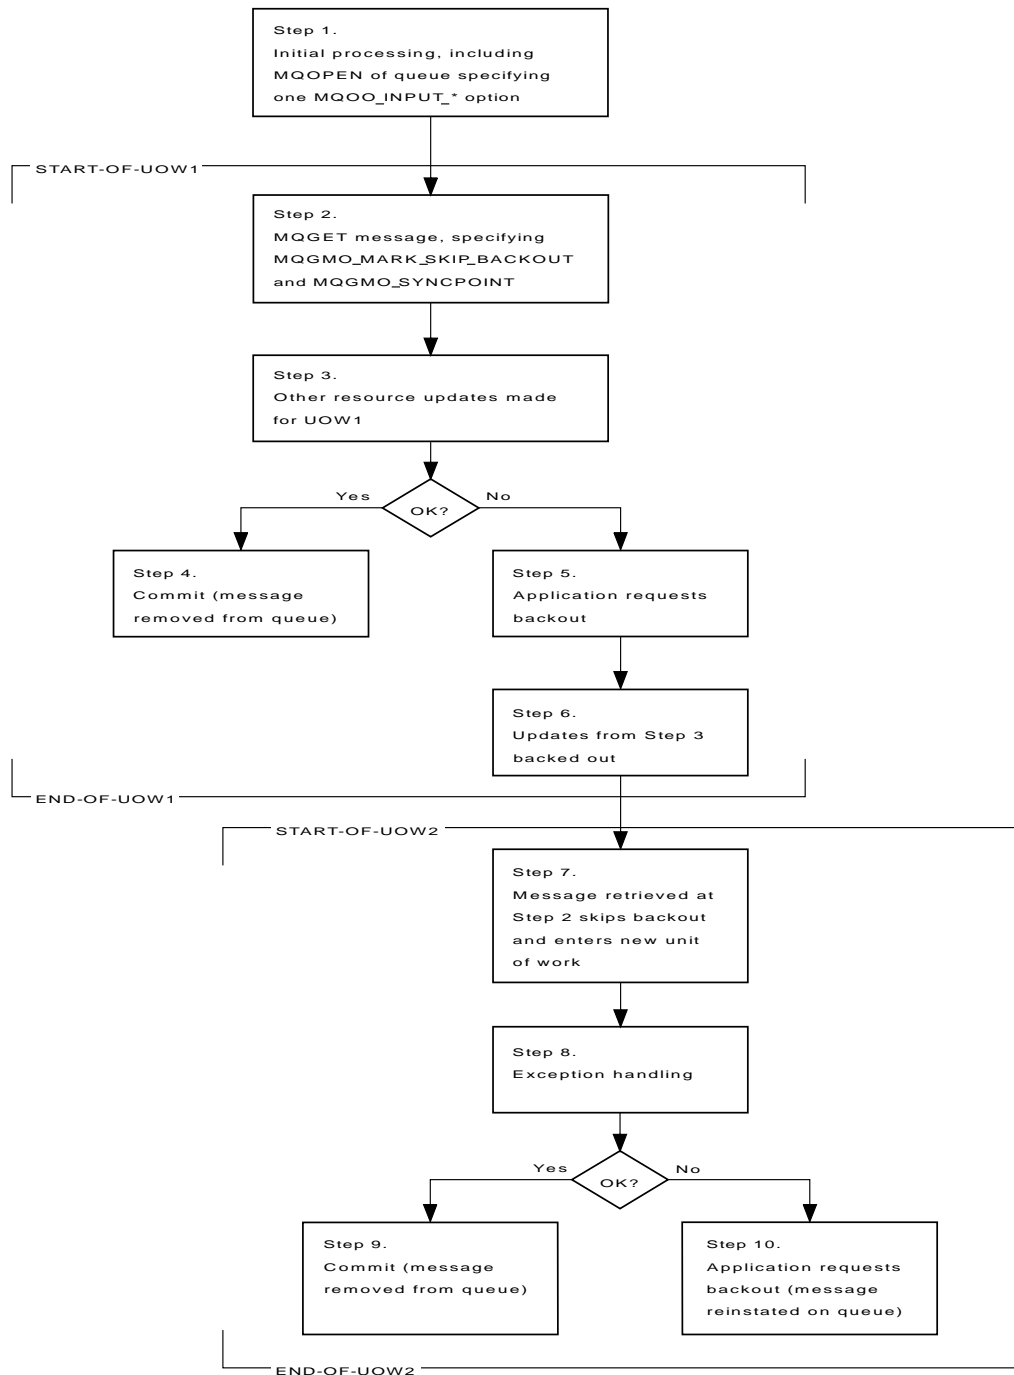 Step 1.
Initial processing, including
MQOPEN of queue specifying
one MQOO_INPUT_* option
START-OF-UOW1
Step 2.
MQGET message, specifying
MQGMO_MARK_SKIP_BACKOUT
and MQGMO_SYNCPOINT
Step 3.
Other resource updates made
for UOW1
Yes
No
OK?
Step 4.
Commit (message
removed from queue)
Step 5.
Application requests
backout
Step 6.
Updates from Step 3
backed out
END-OF-UOW1
START-OF-UOW2
Step 7.
Message retrieved at
Step 2 skips backout
and enters new unit
of work
Step 8.
Exception handling
Yes
No
OK?
Step 9.
Commit (message
removed from queue)
Step 10.
Application requests
backout (message
reinstated on queue)
END-OF-UOW2